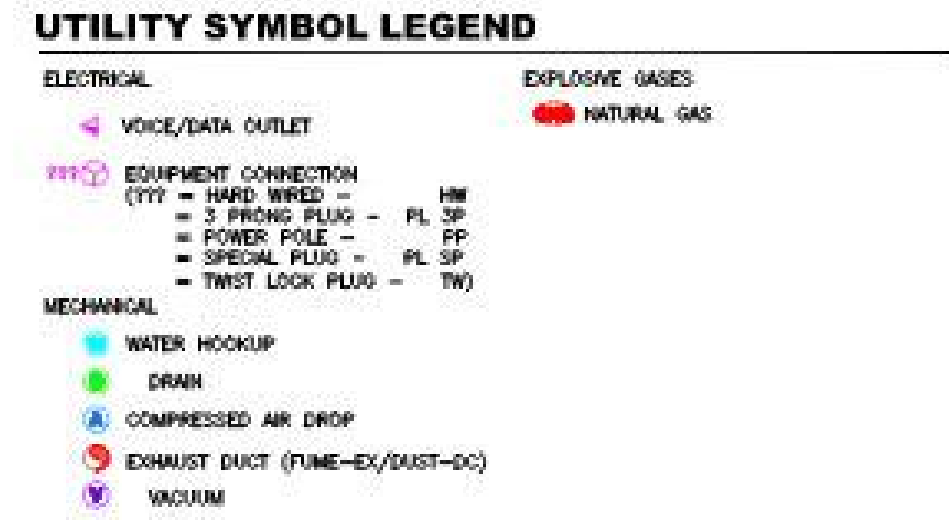 UTILITY SYMBOL LEGEND
ELECTRICAL
VOICE/DATA OUTLET
??? EQUIPMENT CONNECTION
(??? = HARD WIRED - HW
= 3 PRONG PLUG - PL 3P
= POWER POLE - PP
= SPECIAL PLUG - PL SP
= TWIST LOCK PLUG - TW)
MECHANICAL
WATER HOOKUP
DRAIN
A COMPRESSED AIR DROP
EXHAUST DUCT (FUME-EX/DUST-DC)
V VACUUM
EXPLOSIVE GASES
NATURAL GAS